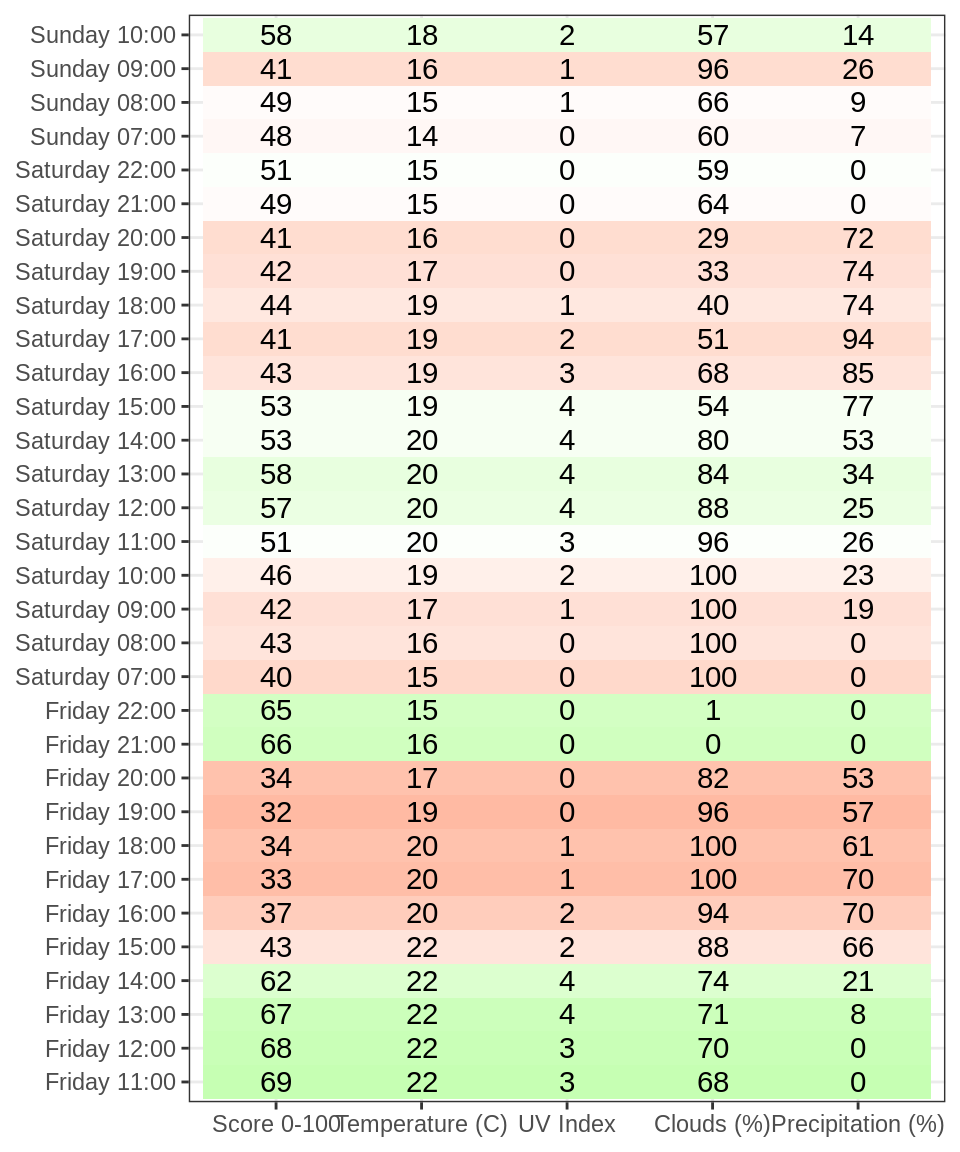 Sunday 10:00 58 18 2 57 14
Sunday 09:00 41 16 1 96 26
Sunday 08:00 49 15 1 66 9
Sunday 07:00 48 14 0 60 7
Saturday 22:00 51 15 0 59 0
Saturday 21:00 49 15 0 64 0
Saturday 20:00 41 16 0 29 72
Saturday 19:00 42 17 0 33 74
Saturday 18:00 44 19 1 40 74
Saturday 17:00 41 19 2 51 94
Saturday 16:00 43 19 3 68 85
Saturday 15:00 53 19 4 54 77
Saturday 14:00 53 20 4 80 53
Saturday 13:00 58 20 4 84 34
Saturday 12:00 57 20 4 88 25
Saturday 11:00 51 20 3 96 26
Saturday 10:00 46 19 2 100 23
Saturday 09:00 42 17 1 100 19
Saturday 08:00 43 16 0 100 0
Saturday 07:00 40 15 0 100 0
Friday 22:00 65 15 0 1 0
Friday 21:00 66 16 0 0 0
Friday 20:00 34 17 0 82 53
Friday 19:00 32 19 0 96 57
Friday 18:00 34 20 1 100 61
Friday 17:00 33 20 1 100 70
Friday 16:00 37 20 2 94 70
Friday 15:00 43 22 2 88 66
Friday 14:00 62 22 4 74 21
Friday 13:00 67 22 4 71 8
Friday 12:00 68 22 3 70 0
Friday 11:00 69 22 3 68 0
Score 0-100 Temperature (C) UV Index Clouds (%) Precipitation (%)